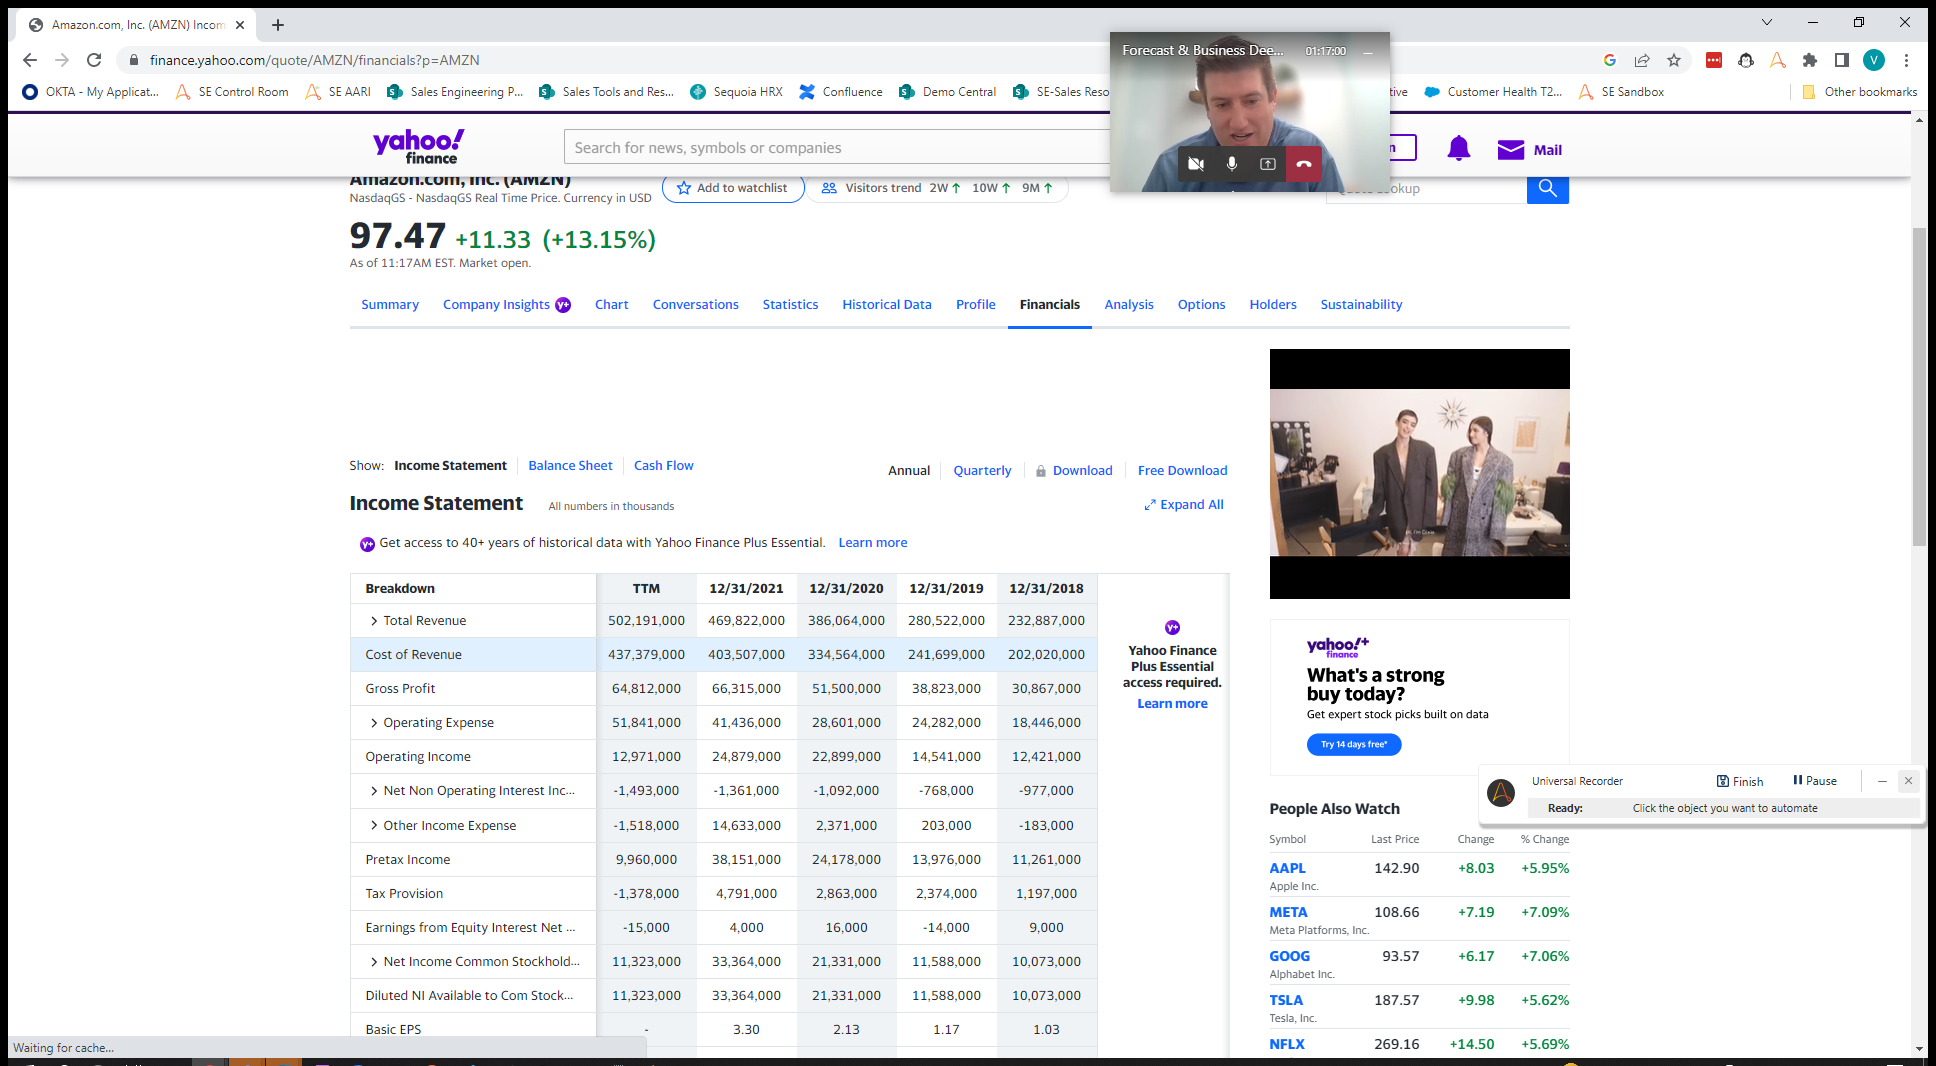 Amazon.com, Inc. (AMZN) Incom
finance.yahoo.com/quote/AMZN/financials?p=AMZN
V
OKTA - My Applicat... SE Control Room SE AARI Sales Engineering P... Sales Tools and Res... Sequoia HRX Confluence Demo Central SE-Sales Reso tive Customer Health T2... SE Sandbox Other bookmarks
Forecast & Business Dee... 01:17:00
yahoo!
finance
Search for news, symbols or companies
n
Mail
Amazon.com, Inc. (AMZN)
NasdaqGS - NasdaqGS Real Time Price. Currency in USD
Add to watchlist
Visitors trend 2W 10W 9M
97.47 +11.33 (+13.15%)
As of 11:17AM EST. Market open.
Summary Company Insights Y+ Chart Conversations Statistics Historical Data Profile Financials Analysis Options Holders Sustainability
Show: Income Statement Balance Sheet Cash Flow
Annual Quarterly Download Free Download
Income Statement All numbers in thousands
Expand All
Y+ Get access to 40+ years of historical data with Yahoo Finance Plus Essential. Learn more
Breakdown TTM 12/31/2021 12/31/2020 12/31/2019 12/31/2018
Total Revenue 502,191,000 469,822,000 386,064,000 280,522,000 232,887,000
Cost of Revenue 437,379,000 403,507,000 334,564,000 241,699,000 202,020,000
Gross Profit 64,812,000 66,315,000 51,500,000 38,823,000 30,867,000
Operating Expense 51,841,000 41,436,000 28,601,000 24,282,000 18,446,000
Operating Income 12,971,000 24,879,000 22,899,000 14,541,000 12,421,000
Net Non Operating Interest Inc... -1,493,000 -1,361,000 -1,092,000 -768,000 -977,000
Other Income Expense -1,518,000 14,633,000 2,371,000 203,000 -183,000
Pretax Income 9,960,000 38,151,000 24,178,000 13,976,000 11,261,000
Tax Provision -1,378,000 4,791,000 2,863,000 2,374,000 1,197,000
Earnings from Equity Interest Net ... -15,000 4,000 16,000 -14,000 9,000
Net Income Common Stockhold... 11,323,000 33,364,000 21,331,000 11,588,000 10,073,000
Diluted NI Available to Com Stock... 11,323,000 33,364,000 21,331,000 11,588,000 10,073,000
Basic EPS - 3.30 2.13 1.17 1.03
Y+
Yahoo Finance
Plus Essential
access required.
Learn more
yahoo!+
finance
What's a strong
buy today?
Get expert stock picks built on data
Try 14 days free*
Universal Recorder Finish Pause
Ready: Click the object you want to automate
People Also Watch
Symbol Last Price Change % Change
AAPL 142.90 +8.03 +5.95%
Apple Inc.
META 108.66 +7.19 +7.09%
Meta Platforms, Inc.
GOOG 93.57 +6.17 +7.06%
Alphabet Inc.
TSLA 187.57 +9.98 +5.62%
Tesla, Inc.
NFLX 269.16 +14.50 +5.69%
Waiting for cache...